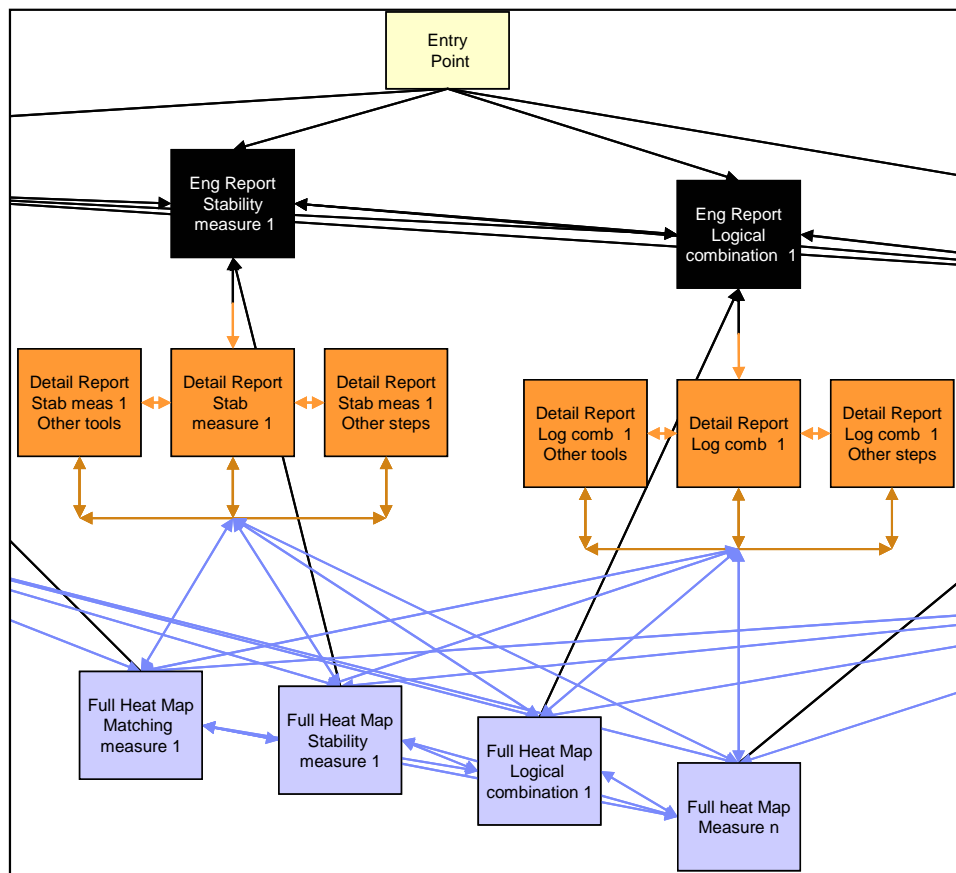 Entry
Point
Eng Report
Stability
measure 1
Eng Report
Logical
combination 1
Detail Report
Stab meas 1
Other tools
Detail Report
Stab
measure 1
Detail Report
Stab meas 1
Other steps
Detail Report
Log comb 1
Other tools
Detail Report
Log comb 1
Detail Report
Log comb 1
Other steps
Full Heat Map
Matching
measure 1
Full Heat Map
Stability
measure 1
Full Heat Map
Logical
combination 1
Full heat Map
Measure n